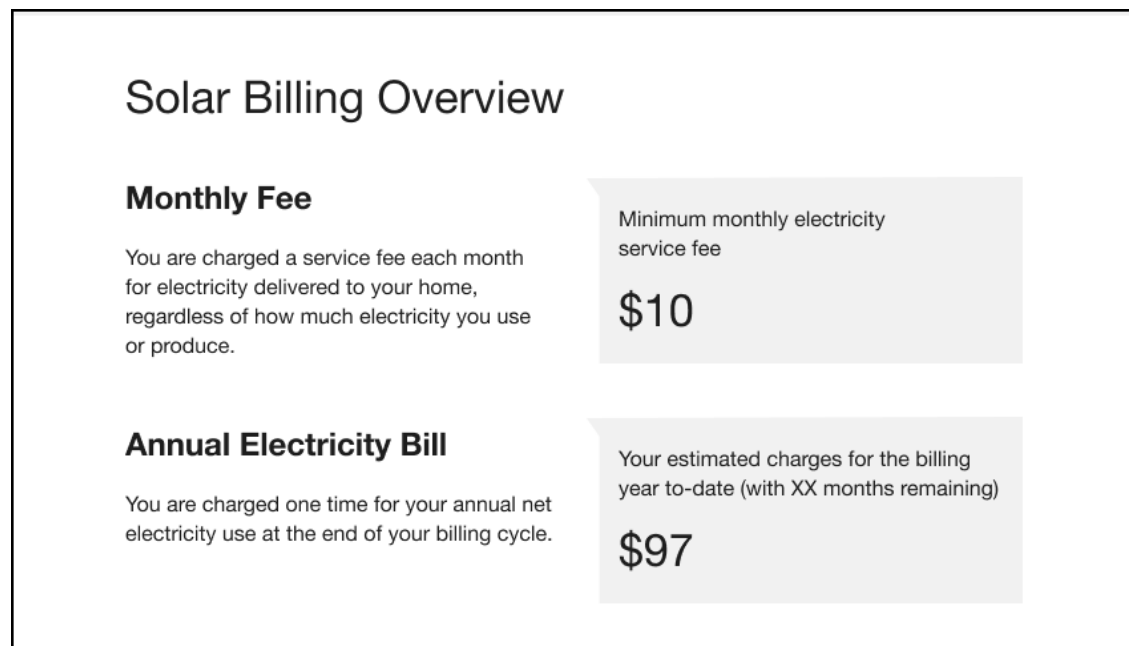 Solar Billing Overview
Monthly Fee
You are charged a service fee each month
for electricity delivered to your home,
regardless of how much electricity you use
or produce.
Minimum monthly electricity
service fee
$10
Annual Electricity Bill
You are charged one time for your annual net
electricity use at the end of your billing cycle.
Your estimated charges for the billing
year to-date (with XX months remaining)
$97